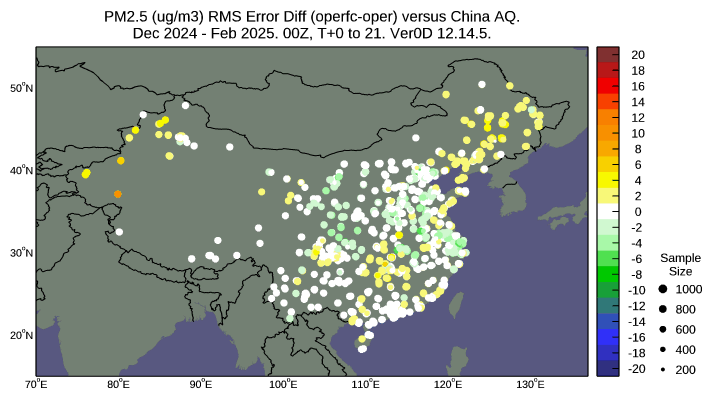 PM2.5 (ug/m3) RMS Error Diff (operfc-oper) versus China AQ.
Dec 2024 - Feb 2025. 00Z, T+0 to 21. Ver0D 12.14.5.
50°N
40°N
30°N
20°N
70°E 80°E 90°E 100°E 110°E 120°E 130°E
20
18
16
14
12
10
8
6
4
2
0
-2
-4
-6
-8
-10
-12
-14
-16
-18
-20
Sample
Size
1000
800
600
400
200